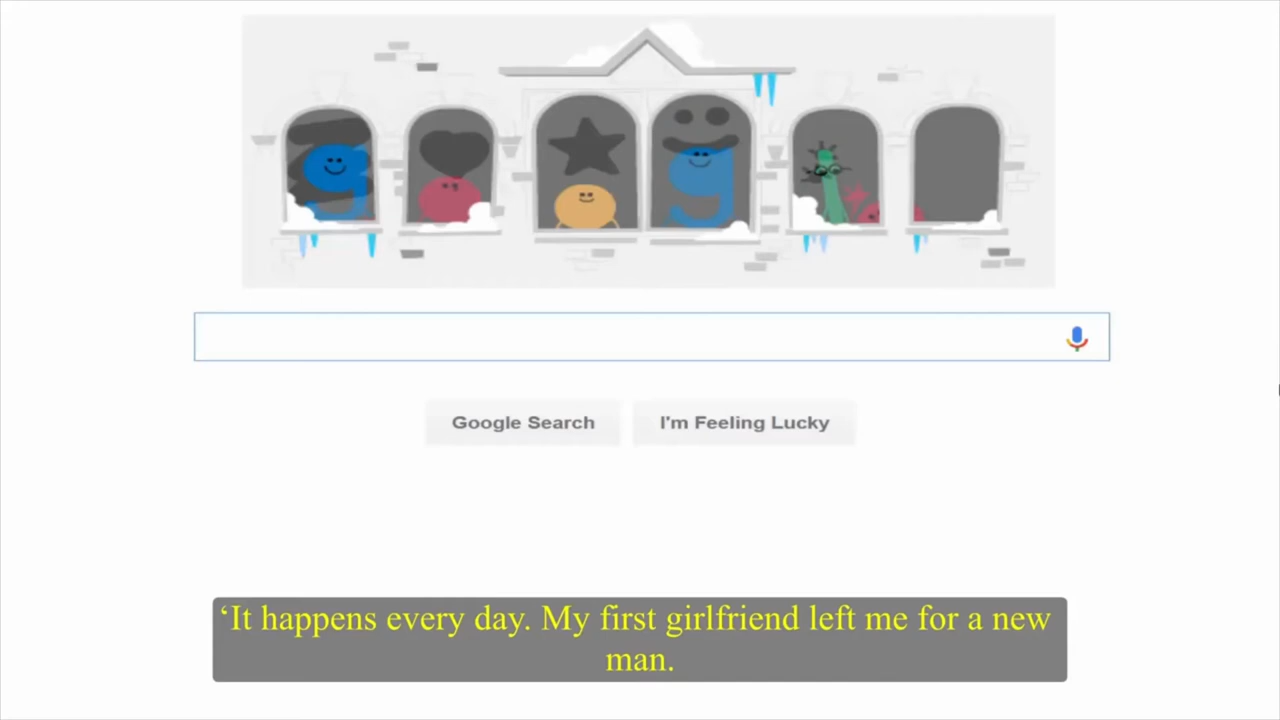 Google Search
I'm Feeling Lucky
‘It happens every day. My first girlfriend left me for a new
man.